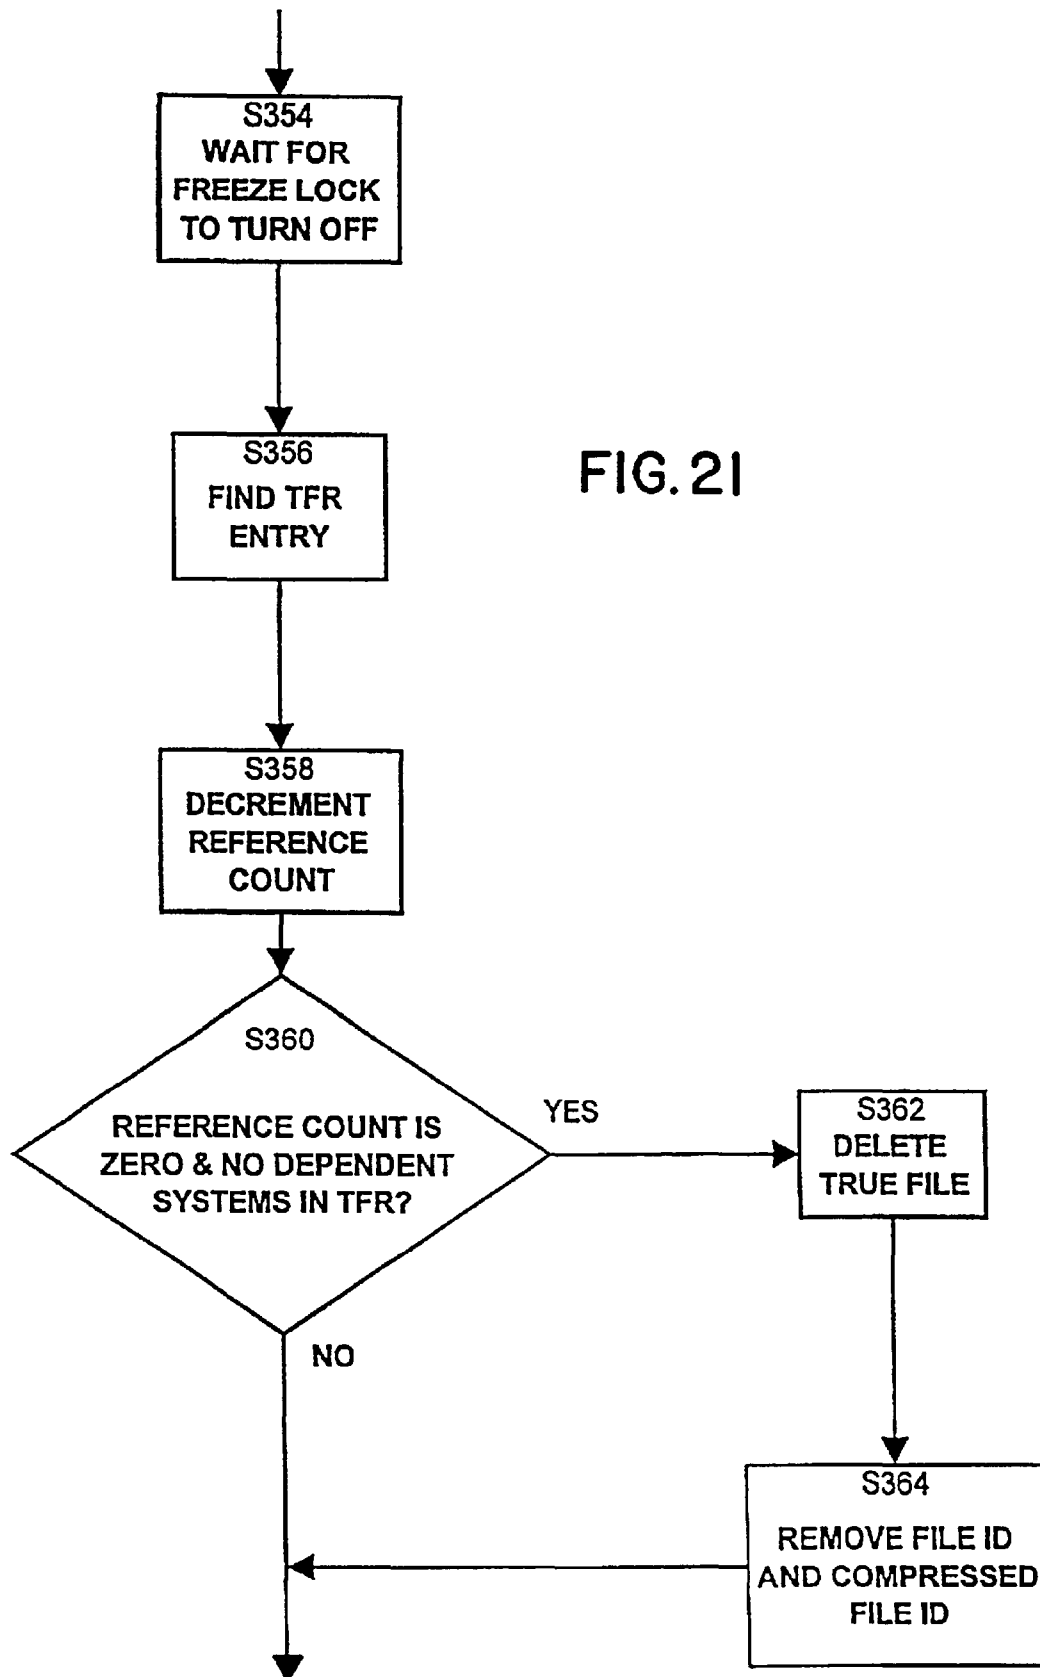 S354
WAIT FOR
FREEZE LOCK
TO TURN OFF
S356
FIND TFR
ENTRY
FIG. 21
S358
DECREMENT
REFERENCE
COUNT
S360
REFERENCE COUNT IS
ZERO & NO DEPENDENT
SYSTEMS IN TFR?
YES
S362
DELETE
TRUE FILE
NO
S364
REMOVE FILE ID
AND COMPRESSED
FILE ID